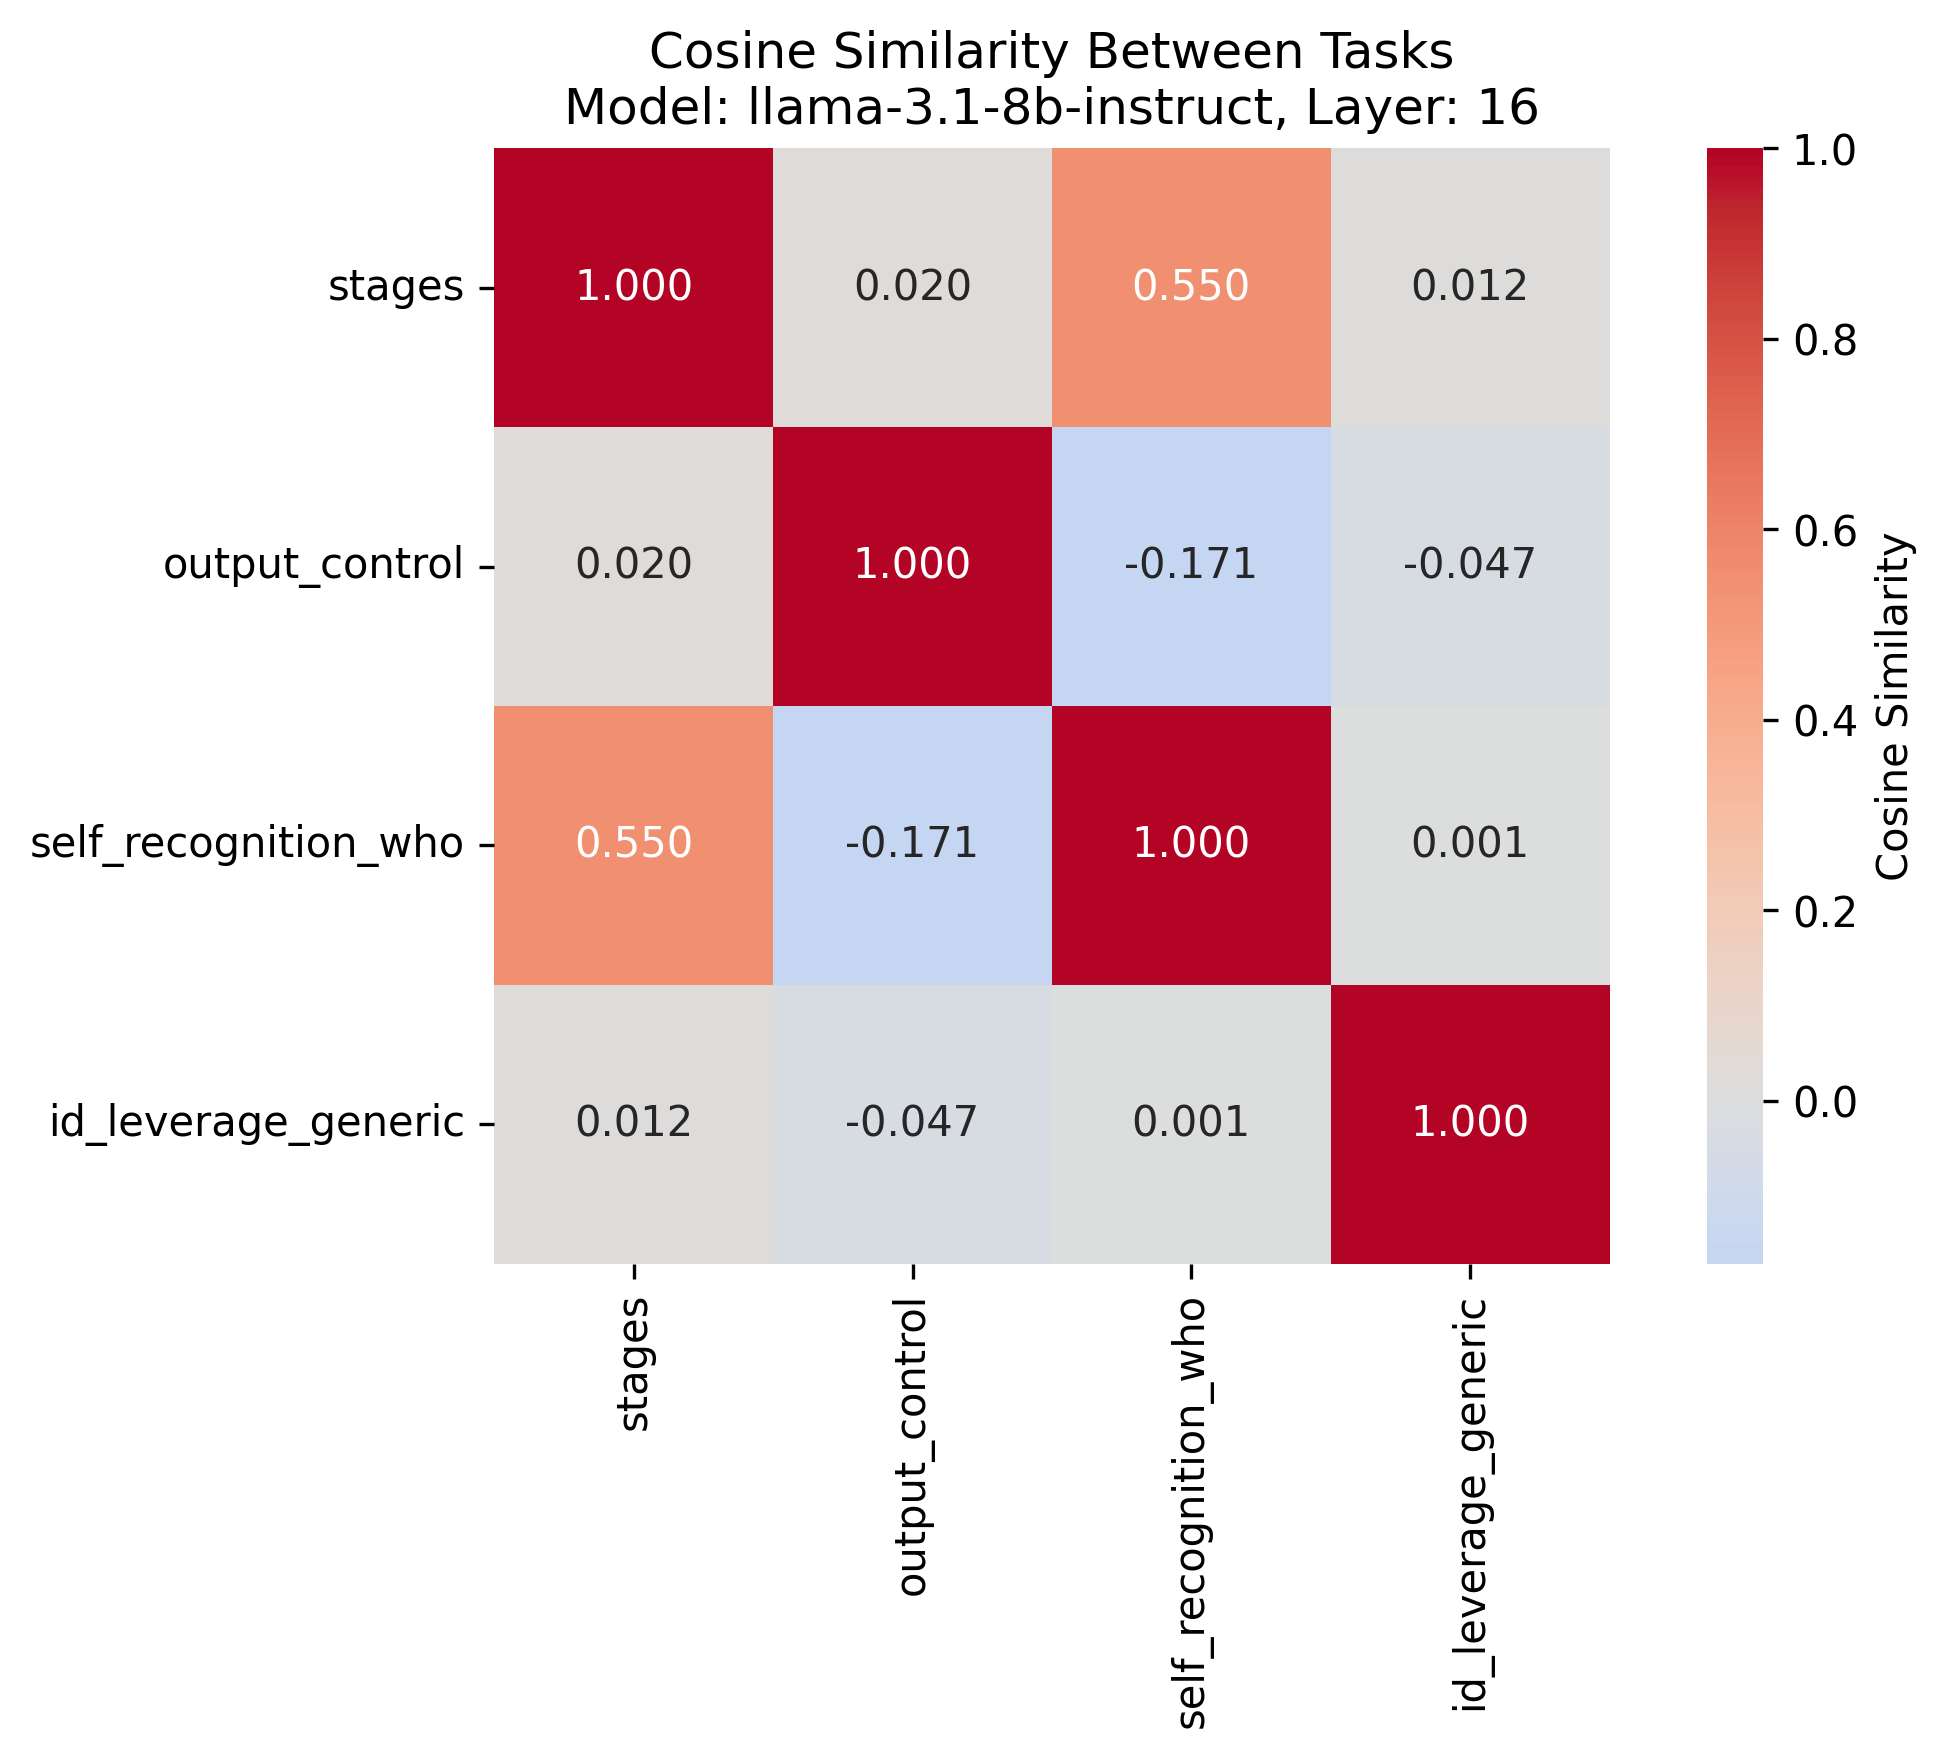 Cosine Similarity Between Tasks
Model: llama-3.1-8b-instruct, Layer: 16
stages 1.000 0.020 0.550 0.012
output_control 0.020 1.000 -0.171 -0.047
self_recognition_who 0.550 -0.171 1.000 0.001
id_leverage_generic 0.012 -0.047 0.001 1.000
stages
output_control
self_recognition_who
id_leverage_generic
1.0
0.8
0.6
0.4
0.2
0.0
Cosine Similarity